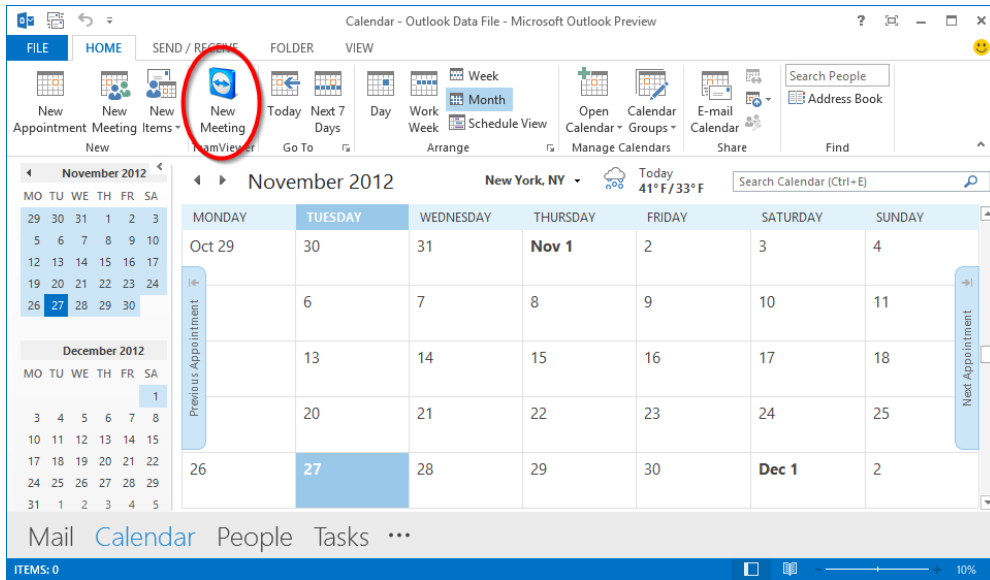 Calendar - Outlook Data File - Microsoft Outlook Preview
FILE HOME SEND / RECEIVE FOLDER VIEW
New Appointment
New Meeting
New Items
New
New Meeting
TeamViewer
Today
Next 7 Days
Go To
Day
Work Week
Week
Month
Schedule View
Arrange
Open Calendar
Calendar Groups
Manage Calendars
E-mail Calendar
Share
Search People
Address Book
Find
November 2012
MO TU WE TH FR SA
29 30 31 1 2 3
5 6 7 8 9 10
12 13 14 15 16 17
19 20 21 22 23 24
26 27 28 29 30
December 2012
MO TU WE TH FR SA
1
3 4 5 6 7 8
10 11 12 13 14 15
17 18 19 20 21 22
24 25 26 27 28 29
31 1 2 3 4 5
November 2012
New York, NY
Today
41°F/33°F
Search Calendar (Ctrl+E)
MONDAY TUESDAY WEDNESDAY THURSDAY FRIDAY SATURDAY SUNDAY
Oct 29 30 31 Nov 1 2 3 4
6 7 8 9 10 11
13 14 15 16 17 18
20 21 22 23 24 25
26 27 28 29 30 Dec 1 2
Previous Appointment
Next Appointment
Mail Calendar People Tasks •••
ITEMS: 0
10%